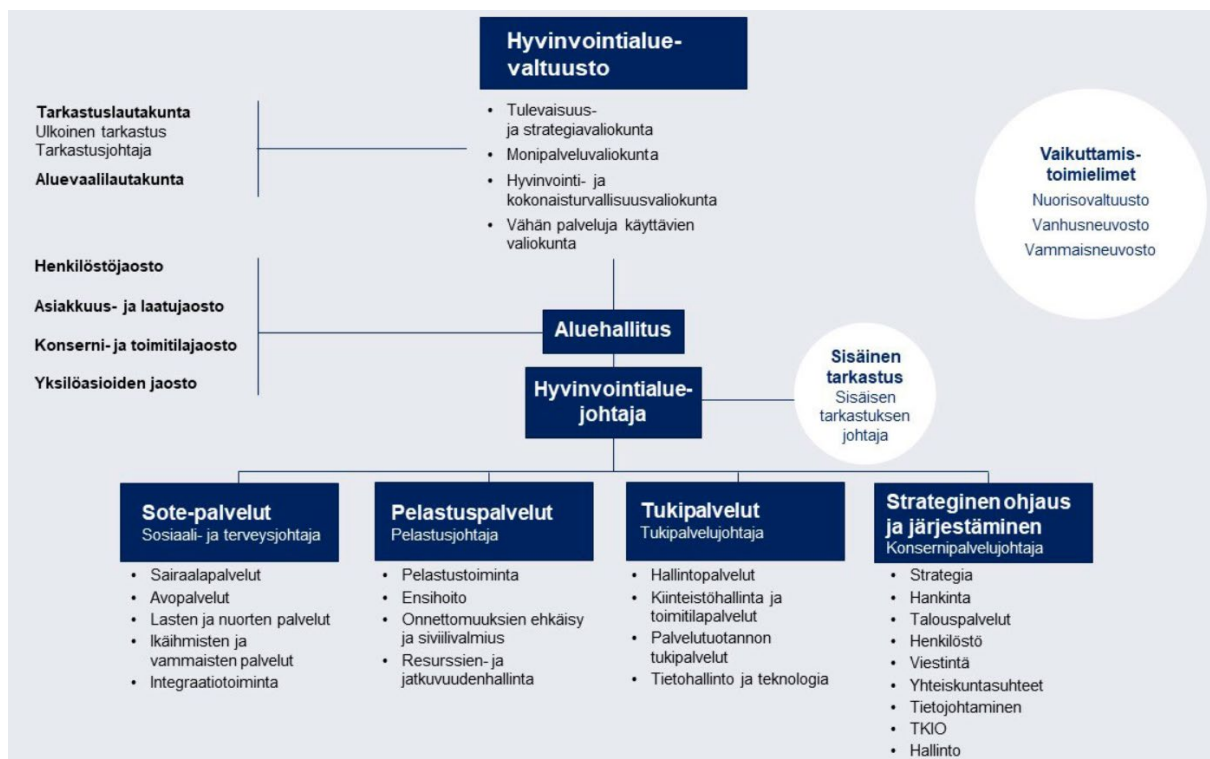 Hyvinvointialue-
valtuusto
• Tulevaisuus-
ja strategiavaliokunta
• Monipalveluvaliokunta
• Hyvinvointi- ja
kokonaisturvallisuusvaliokunta
• Vähän palveluja käyttävien
valiokunta
Tarkastuslautakunta
Ulkoinen tarkastus
Tarkastusjohtaja
Aluevaalilautakunta
Vaikuttamis-
toimielimet
Nuorisovaltuusto
Vanhusneuvosto
Vammaisneuvosto
Henkilöstöjaosto
Asiakkuus- ja laatujaosto
Konserni- ja toimitilajaosto
Yksilöasioiden jaosto
Aluehallitus
Hyvinvointialue-
johtaja
Sisäinen
tarkastus
Sisäisen
tarkastuksen
johtaja
Sote-palvelut
Sosiaali- ja terveysjohtaja
• Sairaalapalvelut
• Avopalvelut
• Lasten ja nuorten palvelut
• Ikäihmisten ja
vammaisten palvelut
• Integraatiotoiminta
Pelastuspalvelut
Pelastusjohtaja
• Pelastustoiminta
• Ensihoito
• Onnettomuuksien ehkäisy
ja siviilivalmius
• Resurssien- ja
jatkuvuudenhallinta
Tukipalvelut
Tukipalvelujohtaja
• Hallintopalvelut
• Kiinteistöhallinta ja
toimitilapalvelut
• Palvelutuotannon
tukipalvelut
• Tietohallinto ja teknologia
Strateginen ohjaus
ja järjestäminen
Konsernipalvelujohtaja
• Strategia
• Hankinta
• Talouspalvelut
• Henkilöstö
• Viestintä
• Yhteiskuntasuhteet
• Tietojohtaminen
• TKIO
• Hallinto